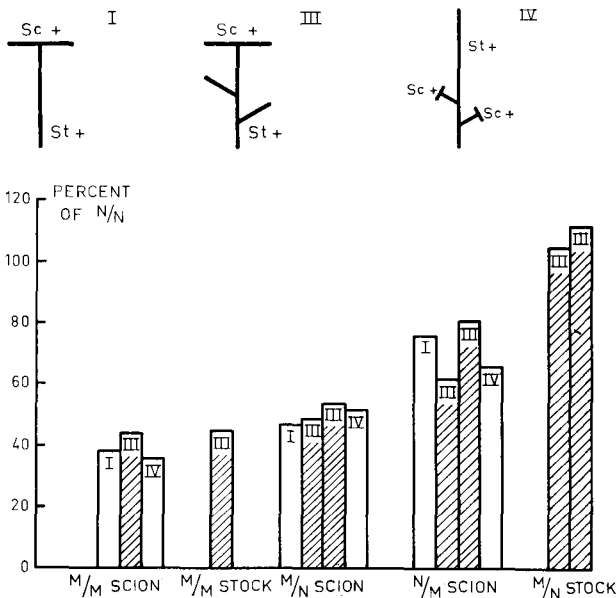 I III IV
Sc + Sc + St +
Sc + Sc +
St + St +
PERCENT
OF N/N
120
100
80
60
40
20
0
I III IV III I III III IV I III III IV III III
M/M SCION M/M STOCK M/N SCION N/M SCION M/N STOCK